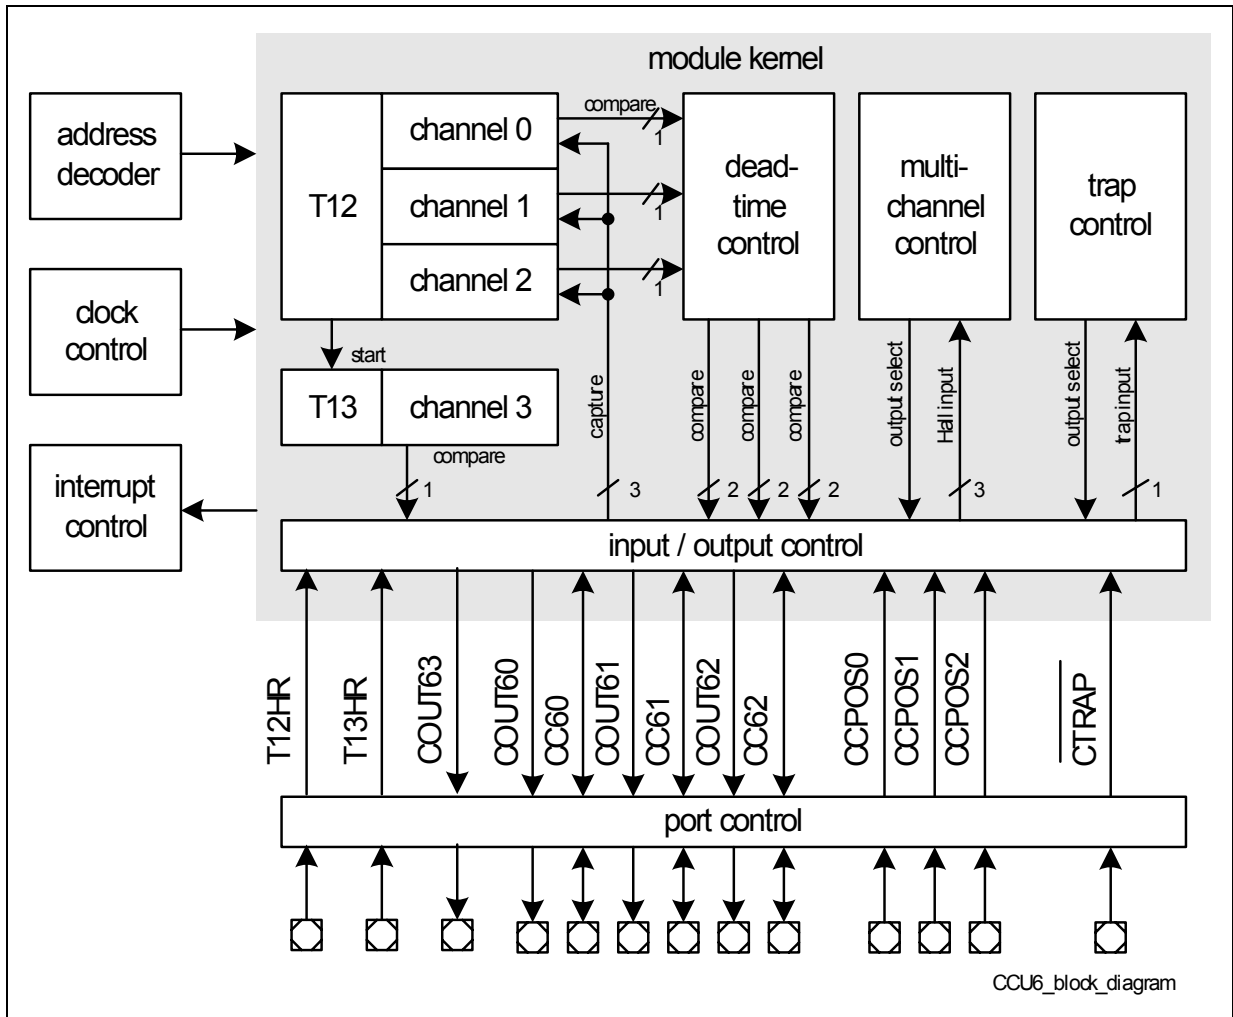 module kernel
address
decoder
clock
control
interrupt
control
T12
channel 0
channel 1
channel 2
compare
1
1
1
dead-
time
control
multi-
channel
control
trap
control
start
T13
channel 3
compare
1
capture
3
compare
2
compare
2
compare
2
output select
Hall input
3
output select
trap input
1
input / output control
T12HR
T13HR
COUT63
COUT60
CC60
COUT61
CC61
COUT62
CC62
CCPOS0
CCPOS1
CCPOS2
CTRAP
port control
CCU6_block_diagram